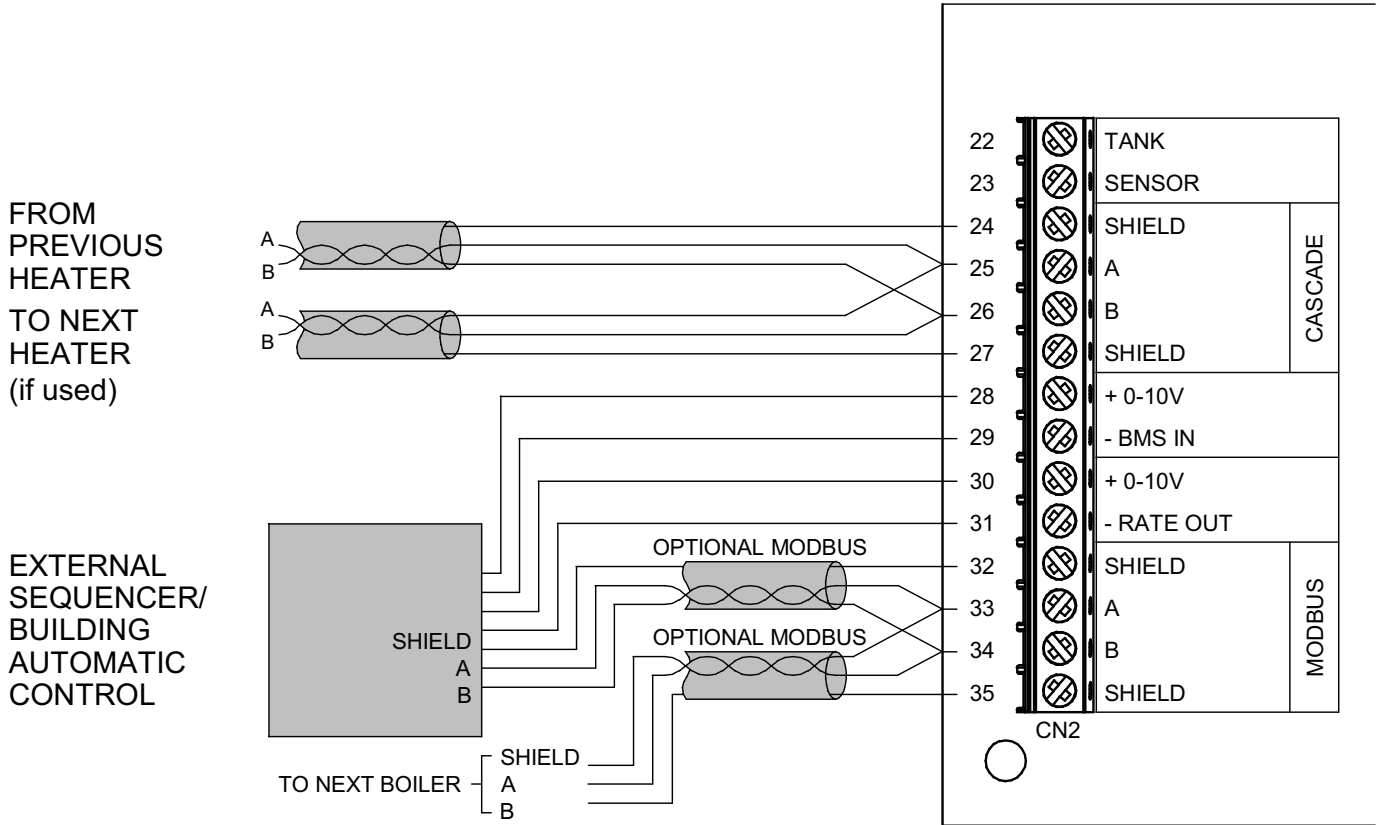 FROM
PREVIOUS
HEATER
A
B
TO NEXT
HEATER
(if used)
A
B
EXTERNAL
SEQUENCER/
BUILDING
AUTOMATIC
CONTROL
SHIELD
A
B
OPTIONAL MODBUS
OPTIONAL MODBUS
TO NEXT BOILER
SHIELD
A
B
22 TANK
23 SENSOR
24 SHIELD
25 A
26 B
27 SHIELD
CASCADE
28 + 0-10V
29 - BMS IN
30 + 0-10V
31 - RATE OUT
32 SHIELD
33 A
34 B
35 SHIELD
MODBUS
CN2